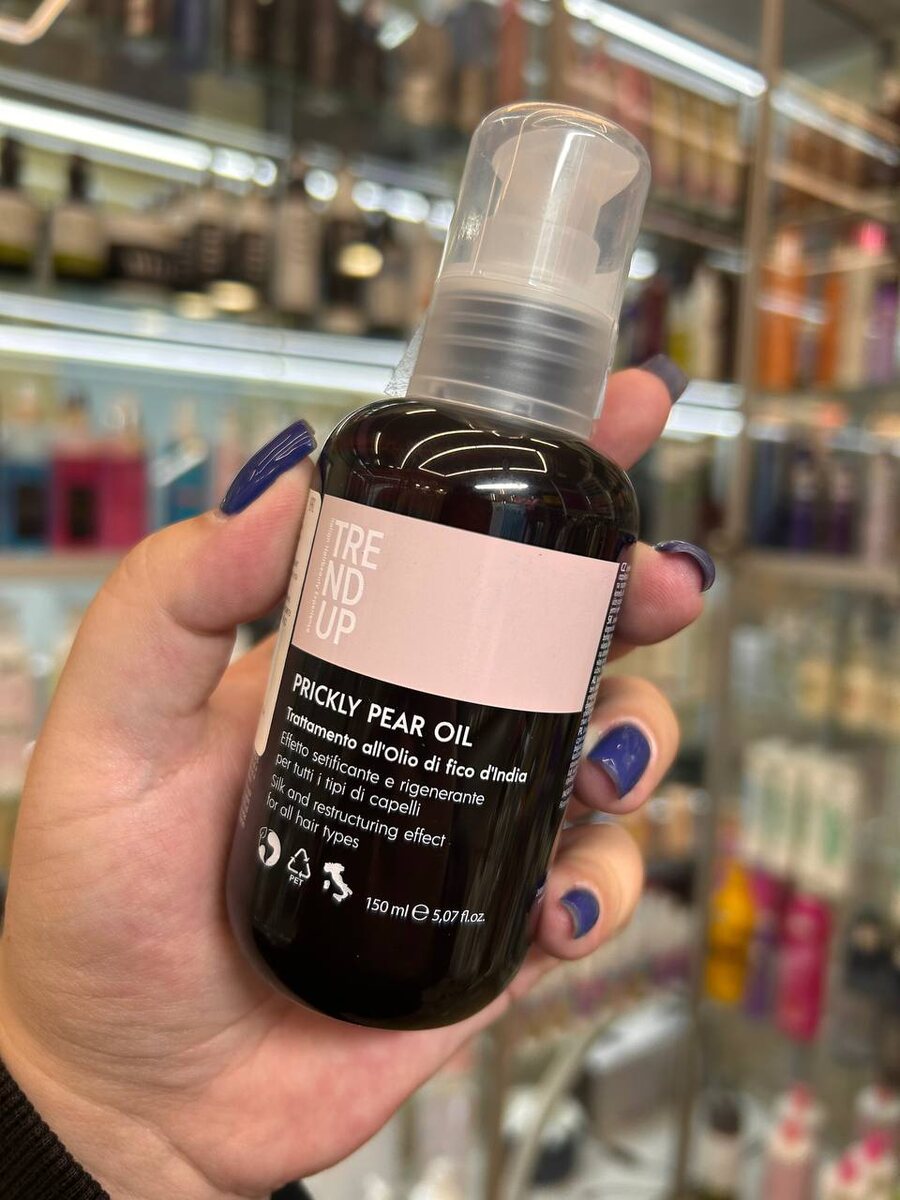 TRE
ND
UP
PRICKLY PEAR OIL
Trattamento all'Olio di fico d'India
Effetto setificante e rigenerante
per tutti i tipi di capelli
Silk and restructuring effect
for all hair types
PET
150 ml ℮ 5,07 fl.oz.